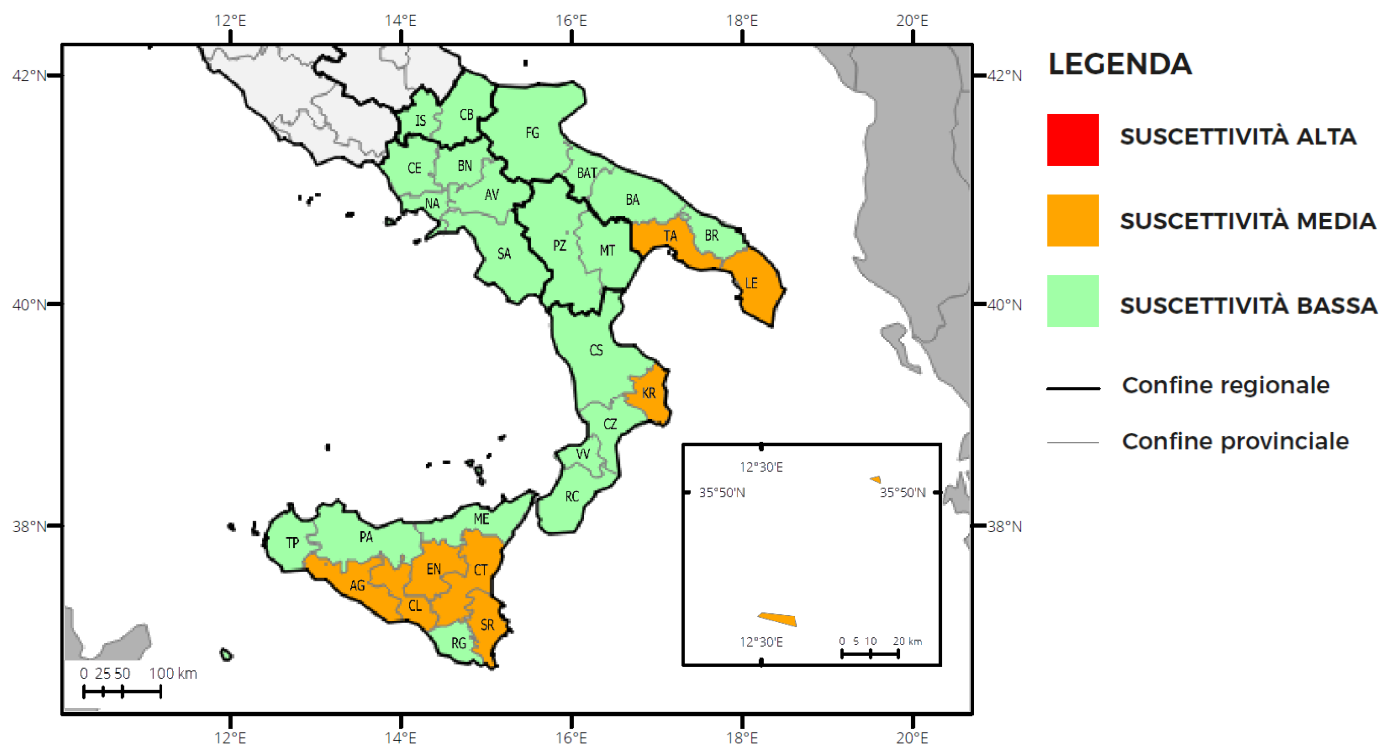 12°E 14°E 16°E 18°E 20°E
42°N 42°N
40°N 40°N
38°N 38°N
12°E 14°E 16°E 18°E 20°E
IS
CB
FG
CE
BN
BAT
NA
AV
BA
SA
PZ
MT
TA
BR
LE
CS
KR
CZ
VV
RC
ME
PA
TP
EN
CT
AG
CL
SR
RG
0 25 50 100 km
12°30'E
35°50'N 35°50'N
12°30'E
0 5 10 20 km
LEGENDA
SUSCETTIVITÀ ALTA
SUSCETTIVITÀ MEDIA
SUSCETTIVITÀ BASSA
Confine regionale
Confine provinciale